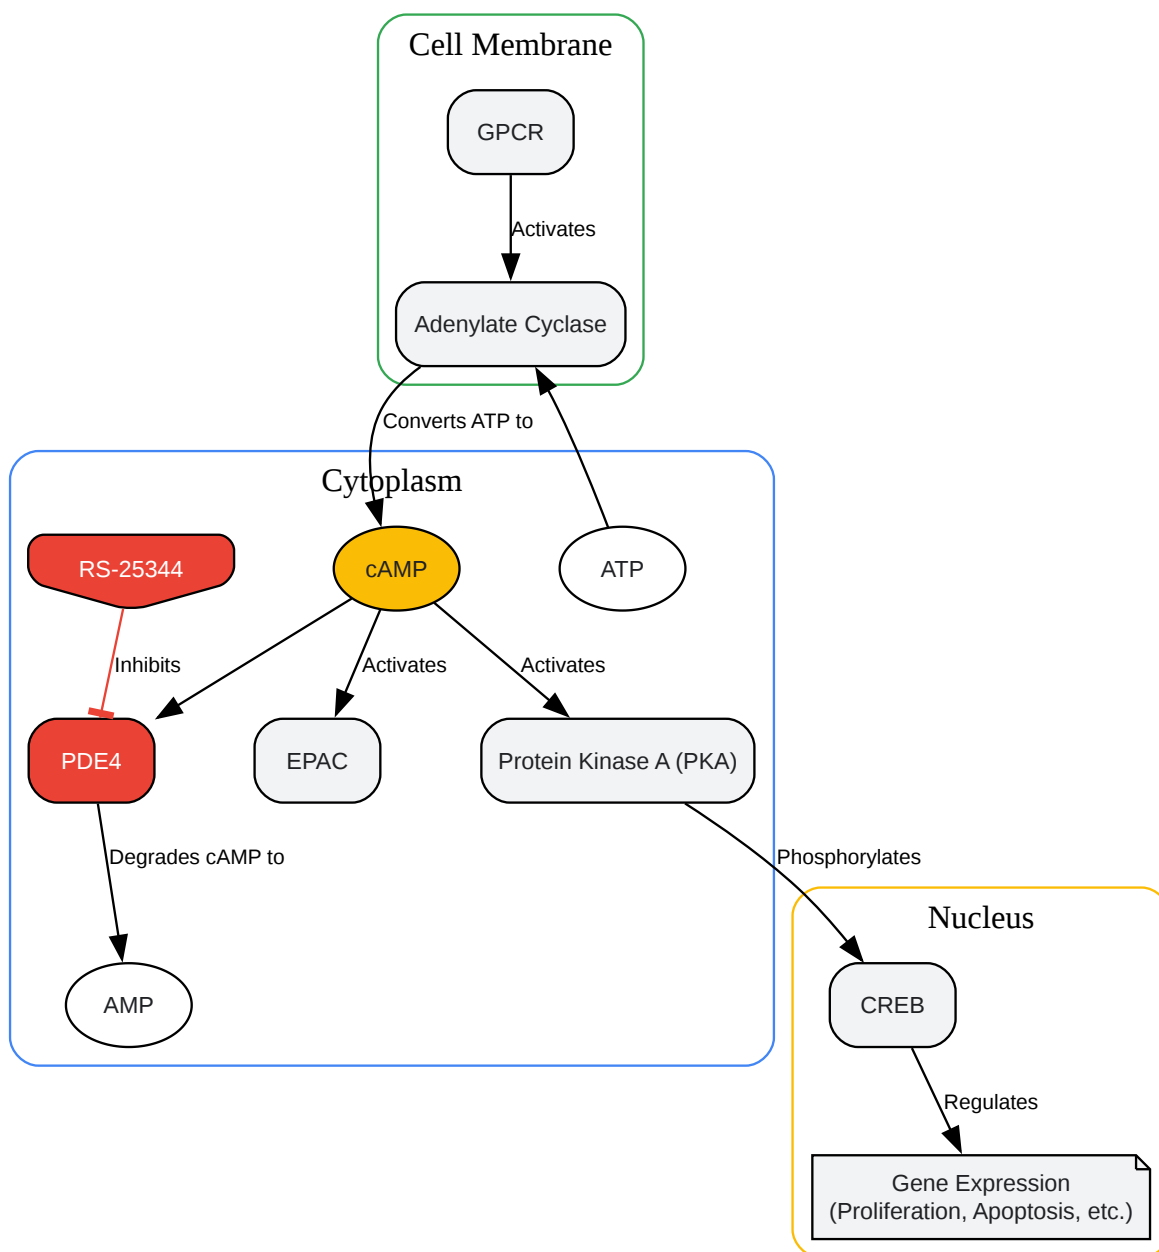 Cell Membrane
GPCR
Activates
Adenylate Cyclase
Converts ATP to
Cytoplasm
RS-25344
cAMP
ATP
Inhibits
Activates
Activates
PDE4
EPAC
Protein Kinase A (PKA)
Degrades cAMP to
Phosphorylates
Nucleus
AMP
CREB
Regulates
Gene Expression
(Proliferation, Apoptosis, etc.)